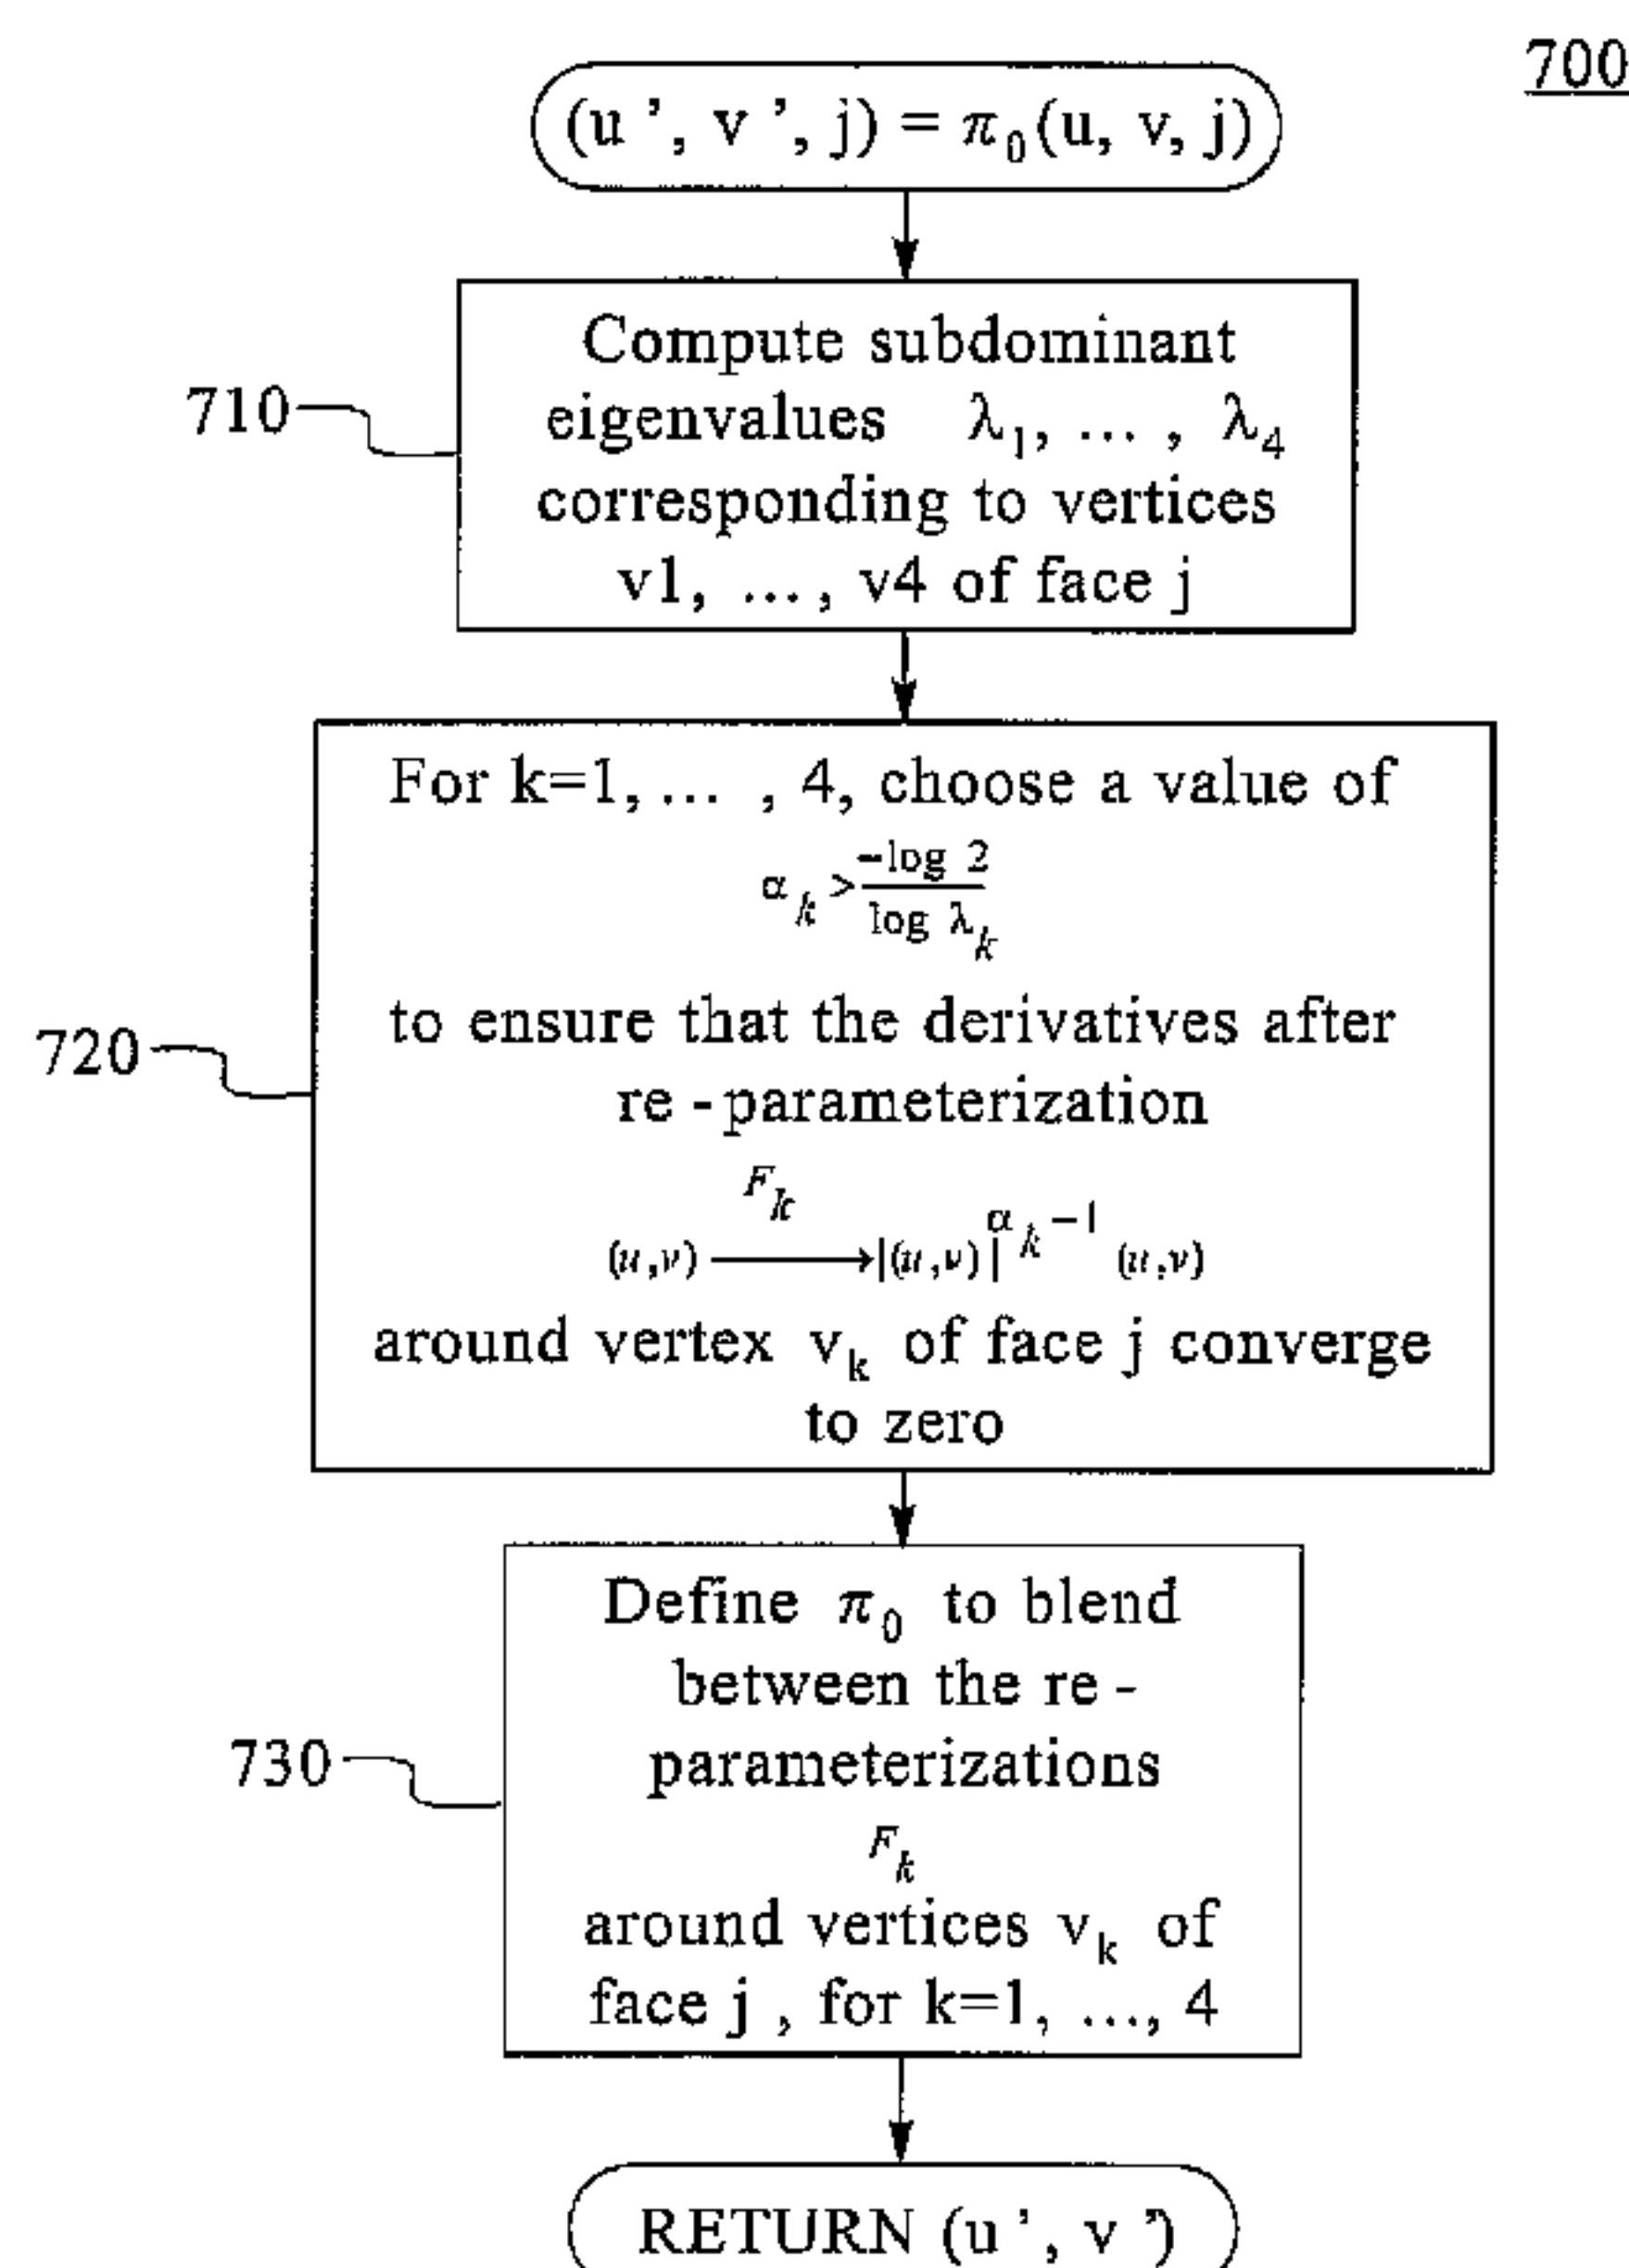 700
(u ’, v ’, j) = π₀(u, v, j)
710
Compute subdominant
eigenvalues λ₁, ... , λ₄
corresponding to vertices
v1, ... , v4 of face j
720
For k=1, ... , 4, choose a value of
αₖ > −log 2 / log λₖ
to ensure that the derivatives after
re - parameterization
Fₖ
(u,v) ⟶ |(u,v)|^(αₖ−1) (u,v)
around vertex vₖ of face j converge
to zero
730
Define π₀ to blend
between the re -
parameterizations
Fₖ
around vertices vₖ of
face j , for k=1, ..., 4
RETURN (u ’, v ’)